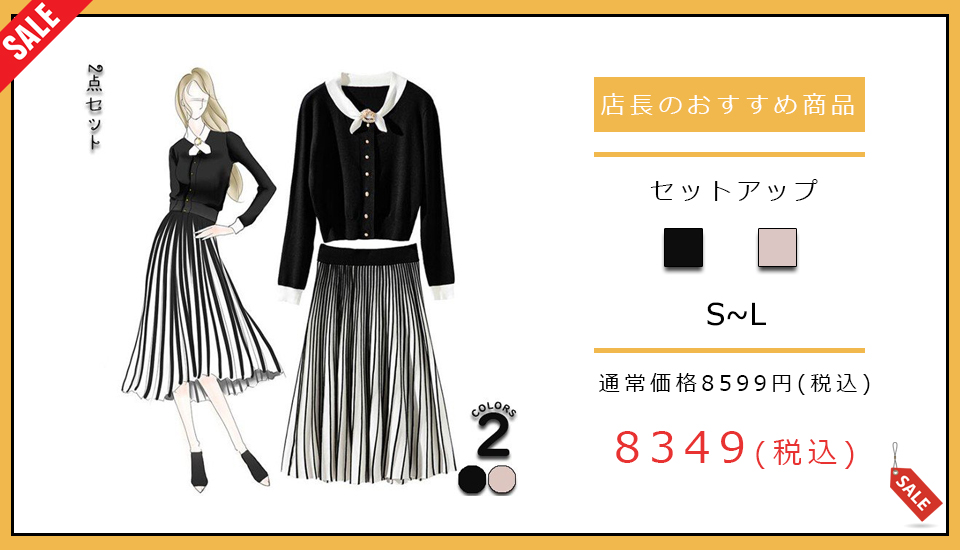 SALE
2点セット
店長のおすすめ商品
セットアップ
S~L
通常価格8599円(税込)
8349(税込)
COLORS
2
SALE